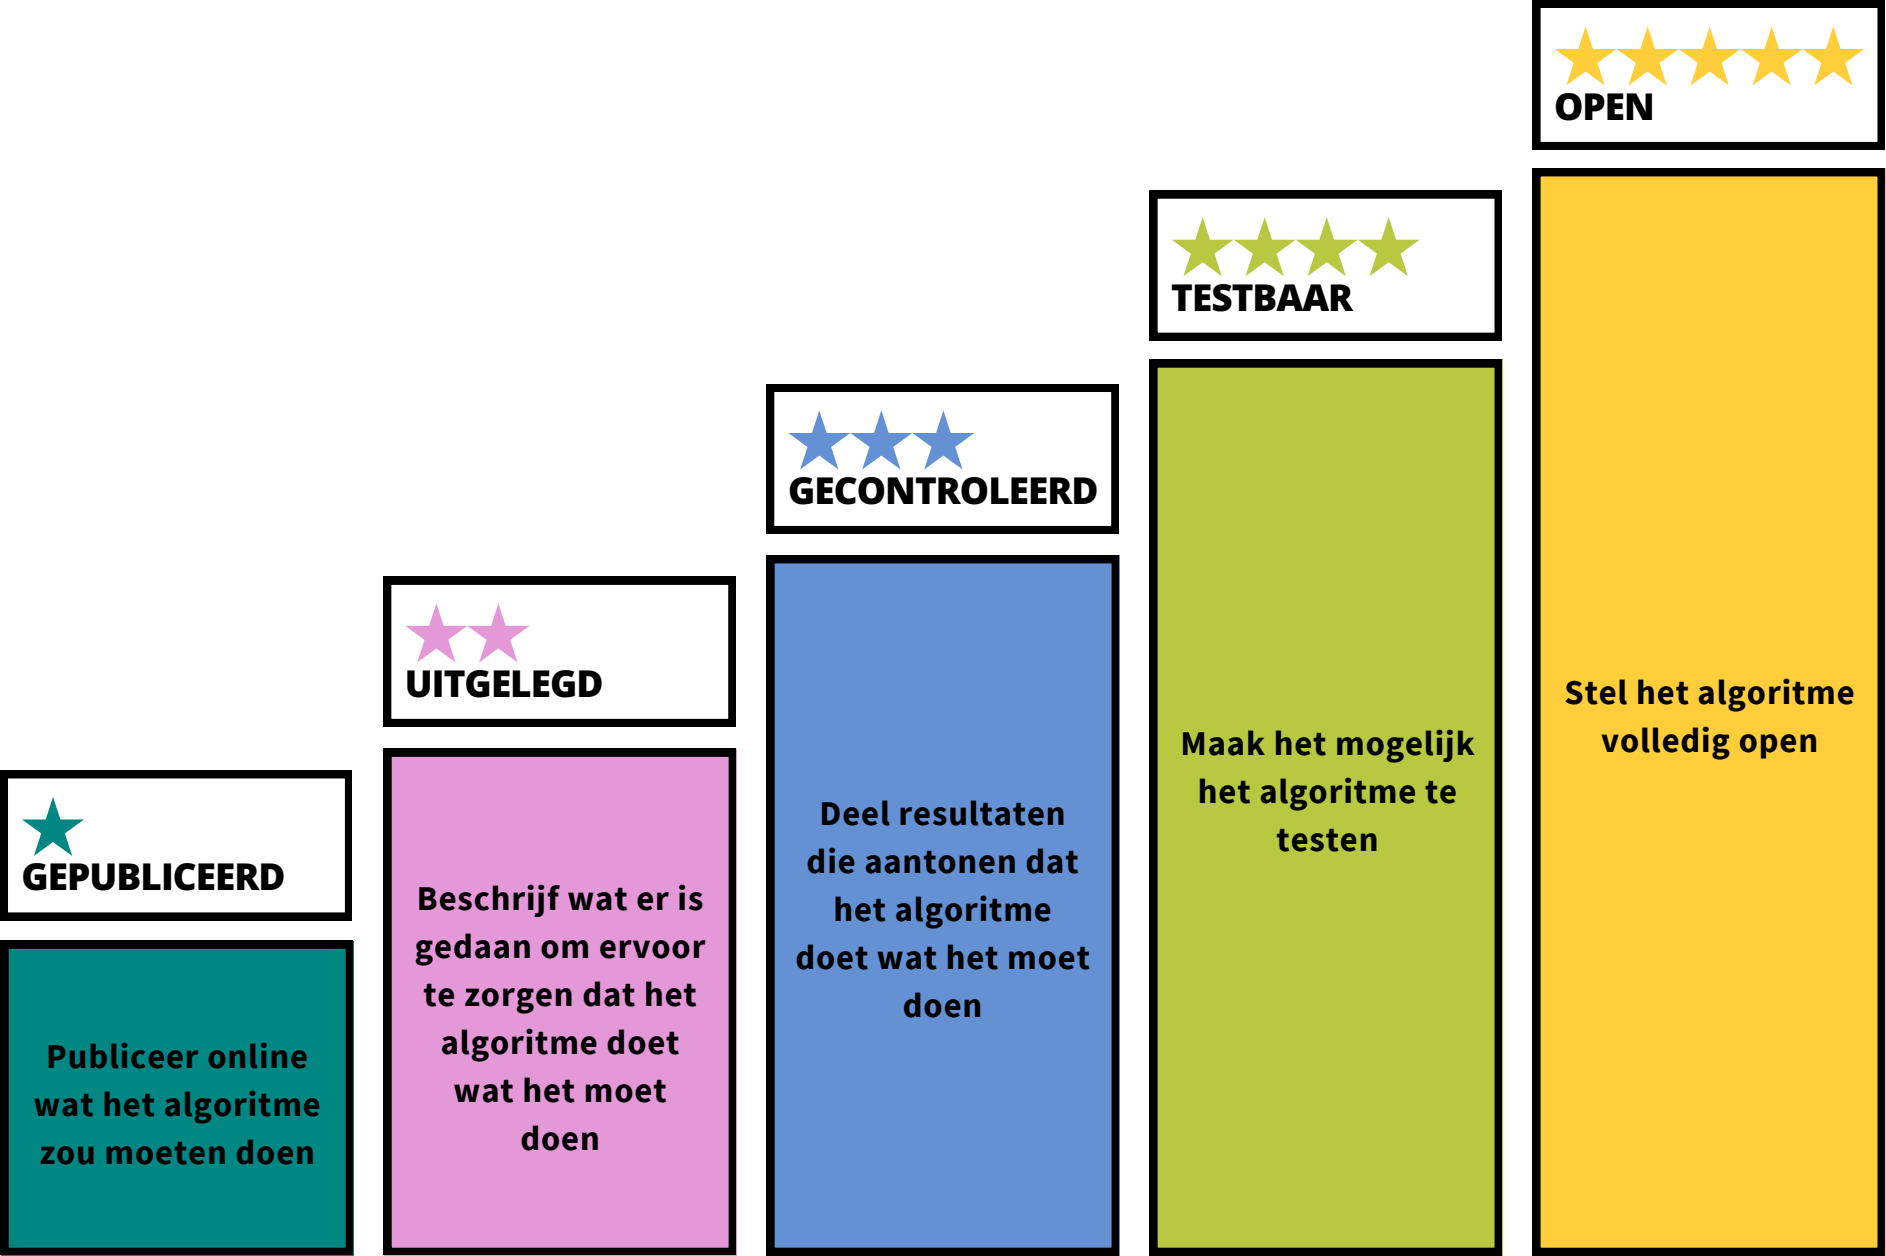 GEPUBLICEERD
Publiceer online
wat het algoritme
zou moeten doen
UITGELEGD
Beschrijf wat er is
gedaan om ervoor
te zorgen dat het
algoritme doet
wat het moet
doen
GECONTROLEERD
Deel resultaten
die aantonen dat
het algoritme
doet wat het moet
doen
TESTBAAR
Maak het mogelijk
het algoritme te
testen
OPEN
Stel het algoritme
volledig open